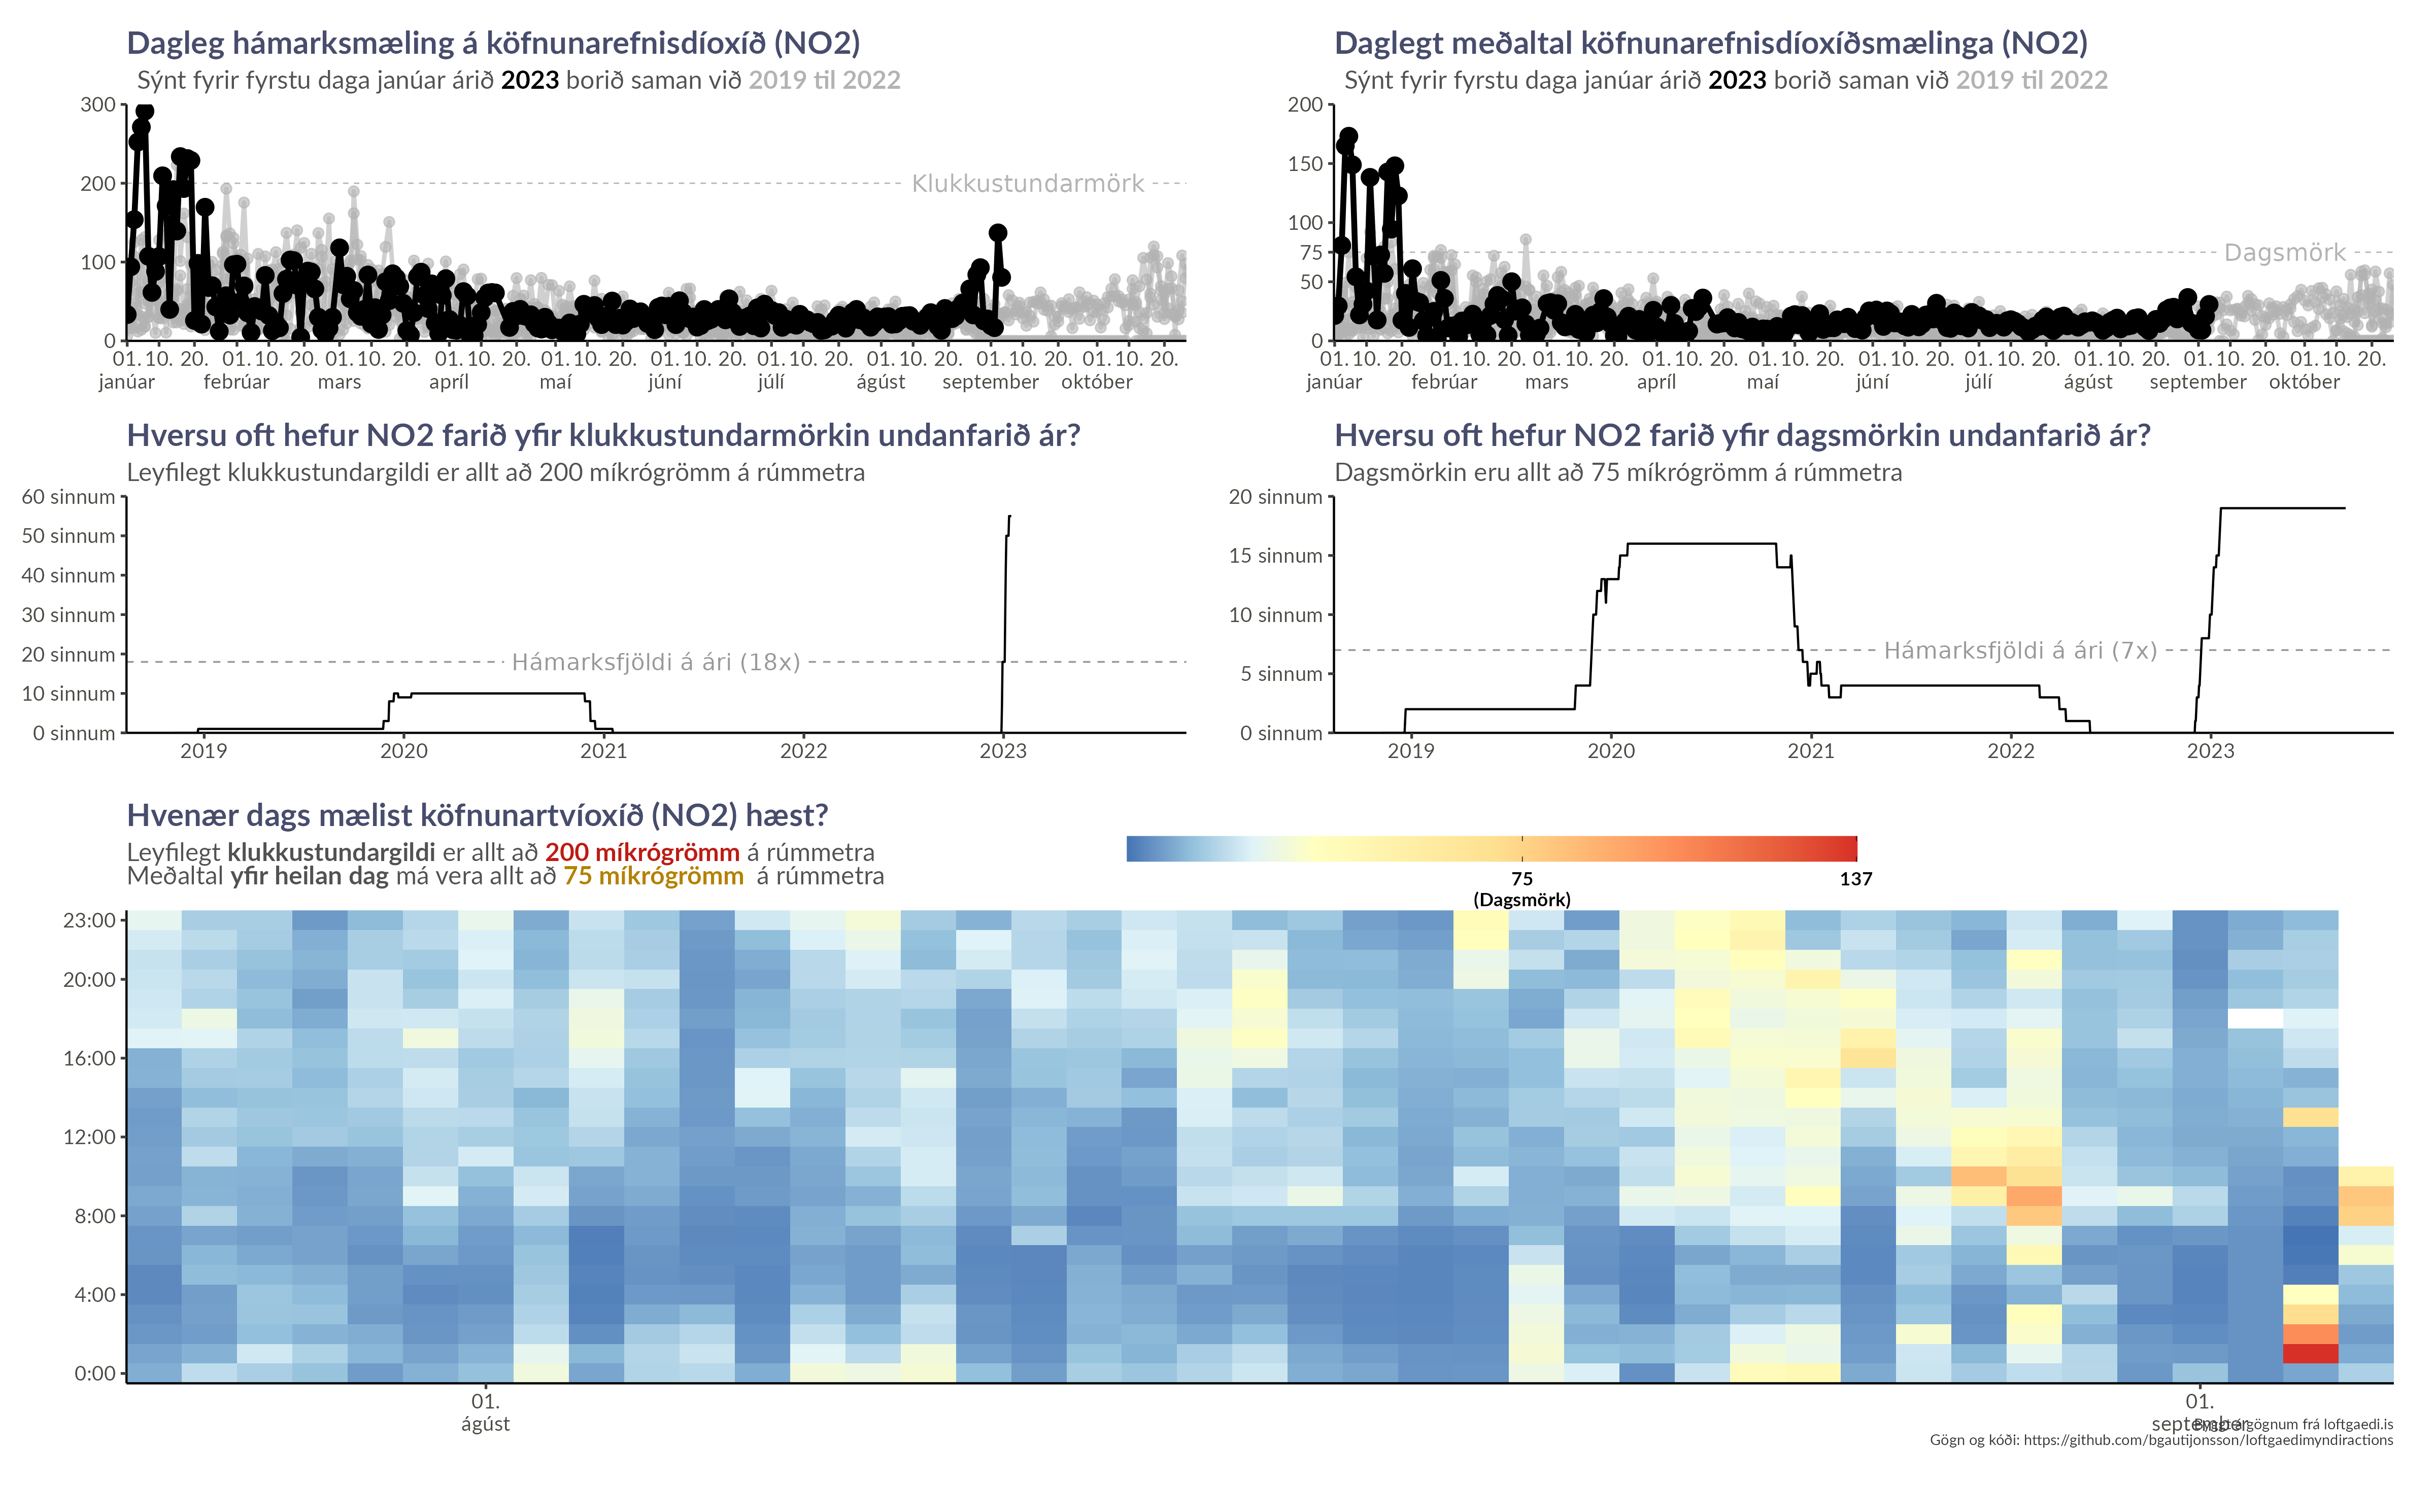 Dagleg hámarksmæling á köfnunarefnisdíoxíð (NO2)
Sýnt fyrir fyrstu daga janúar árið 2023 borið saman við 2019 til 2022
300
200
100
0
Klukkustundarmörk
01. 10. 20. 01. 10. 20. 01. 10. 20. 01. 10. 20. 01. 10. 20. 01. 10. 20. 01. 10. 20. 01. 10. 20. 01. 10. 20. 01. 10. 20.
janúar febrúar mars apríl maí júní júlí ágúst september október
Daglegt meðaltal köfnunarefnisdíoxíðsmælinga (NO2)
Sýnt fyrir fyrstu daga janúar árið 2023 borið saman við 2019 til 2022
200
150
100
75
50
0
Dagsmörk
01. 10. 20. 01. 10. 20. 01. 10. 20. 01. 10. 20. 01. 10. 20. 01. 10. 20. 01. 10. 20. 01. 10. 20. 01. 10. 20. 01. 10. 20.
janúar febrúar mars apríl maí júní júlí ágúst september október
Hversu oft hefur NO2 farið yfir klukkustundarmörkin undanfarið ár?
Leyfilegt klukkustundargildi er allt að 200 míkrógrömm á rúmmetra
60 sinnum
50 sinnum
40 sinnum
30 sinnum
20 sinnum
10 sinnum
0 sinnum
Hámarksfjöldi á ári (18x)
2019 2020 2021 2022 2023
Hversu oft hefur NO2 farið yfir dagsmörkin undanfarið ár?
Dagsmörkin eru allt að 75 míkrógrömm á rúmmetra
20 sinnum
15 sinnum
10 sinnum
5 sinnum
0 sinnum
Hámarksfjöldi á ári (7x)
2019 2020 2021 2022 2023
Hvenær dags mælist köfnunartvíoxíð (NO2) hæst?
Leyfilegt klukkustundargildi er allt að 200 míkrógrömm á rúmmetra
Meðaltal yfir heilan dag má vera allt að 75 míkrógrömm á rúmmetra
75 137
(Dagsmörk)
23:00
20:00
16:00
12:00
8:00
4:00
0:00
01. 01.
ágúst september
gögnum frá loftgaedi.is
Gögn og kóði: https://github.com/bgautijonsson/loftgaedimyndiractions